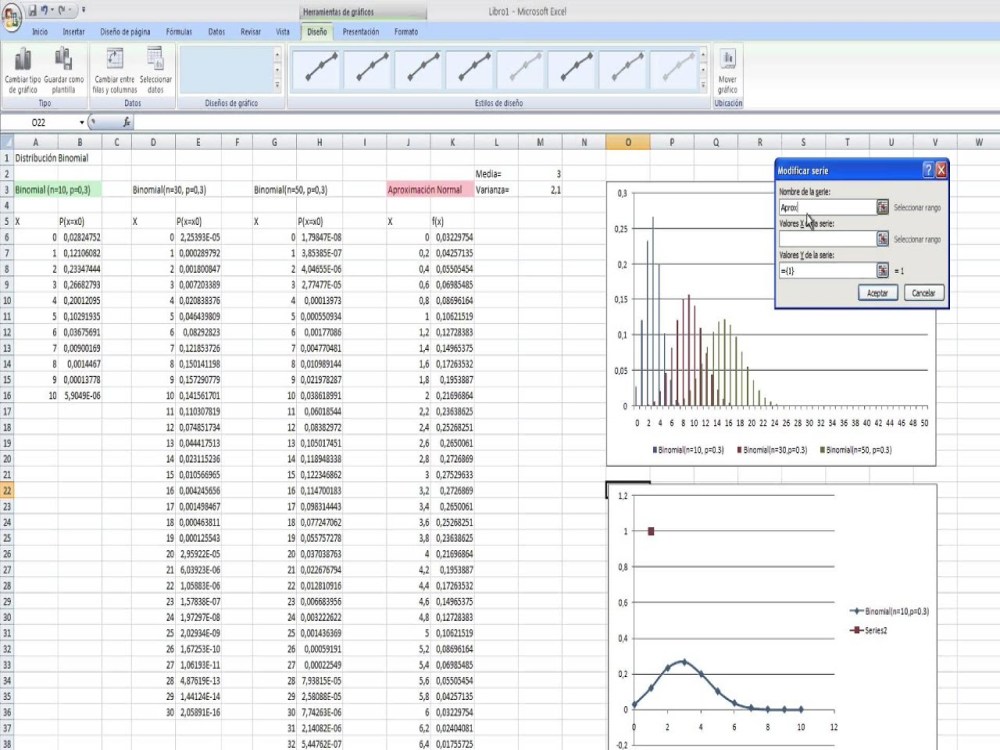 Herramientas de gráficos
Libro1 - Microsoft Excel
Inicio Insertar Diseño de página Fórmulas Datos Revisar Vista Diseño Presentación Formato
Cambiar tipo de gráfico Guardar como plantilla Cambiar entre filas y columnas Seleccionar datos Mover gráfico
Tipo Datos Diseños de gráfico Estilos de diseño Ubicación
O22 fx
A B C D E F G H I J K L M N O P Q R S T U V W
1 Distribución Binomial
2 Media= 3
3 Binomial (n=10, p=0,3) Binomial(n=30, p=0,3) Binomial(n=50, p=0,3) Aproximación Normal Varianza= 2,1
4
5 X P(x=x0) X P(x=x0) X P(x=x0) X f(x)
6 0 0,02824752 0 2,25393E-05 0 1,79847E-08 0 0,03229754
7 1 0,12106082 1 0,000289792 1 3,85385E-07 0,2 0,04257135
8 2 0,23347444 2 0,001800847 2 4,04655E-06 0,4 0,05505454
9 3 0,26682793 3 0,007203389 3 2,77477E-05 0,6 0,06985485
10 4 0,20012095 4 0,020838376 4 0,00013973 0,8 0,08696164
11 5 0,10291935 5 0,046439809 5 0,000550934 1 0,10621519
12 6 0,03675691 6 0,08292823 6 0,00177086 1,2 0,12728383
13 7 0,00900169 7 0,121853726 7 0,004770481 1,4 0,14965375
14 8 0,0014467 8 0,150141198 8 0,010989144 1,6 0,17263532
15 9 0,00013778 9 0,157290779 9 0,021978287 1,8 0,1953887
16 10 5,9049E-06 10 0,141561701 10 0,038618991 2 0,21696864
17 11 0,110307819 11 0,06018544 2,2 0,23638625
18 12 0,074851734 12 0,08382972 2,4 0,25268251
19 13 0,044417513 13 0,105017451 2,6 0,2650061
20 14 0,023115236 14 0,118948338 2,8 0,2726869
21 15 0,010566965 15 0,122346862 3 0,27529633
22 16 0,004245656 16 0,114700183 3,2 0,2726869
23 17 0,001498467 17 0,098314443 3,4 0,2650061
24 18 0,000463811 18 0,077247062 3,6 0,25268251
25 19 0,000125543 19 0,055757278 3,8 0,23638625
26 20 2,95922E-05 20 0,037038763 4 0,21696864
27 21 6,03923E-06 21 0,022676794 4,2 0,1953887
28 22 1,05883E-06 22 0,012810916 4,4 0,17263532
29 23 1,57838E-07 23 0,006683956 4,6 0,14965375
30 24 1,97297E-08 24 0,003222622 4,8 0,12728383
31 25 2,02934E-09 25 0,001436369 5 0,10621519
32 26 1,67253E-10 26 0,00059191 5,2 0,08696164
33 27 1,06193E-11 27 0,00022549 5,4 0,06985485
34 28 4,87619E-13 28 7,93815E-05 5,6 0,05505454
35 29 1,44124E-14 29 2,58088E-05 5,8 0,04257135
36 30 2,05891E-16 30 7,74263E-06 6 0,03229754
37 31 2,14082E-06 6,2 0,02404081
38 32 5,44762E-07 6,4 0,01755725
Modificar serie
Nombre de la serie:
Aprox Seleccionar rango
Valores X de la serie:
Seleccionar rango
Valores Y de la serie:
={1} = 1
Aceptar Cancelar
0,3
0,25
0,2
0,15
0,1
0,05
0
0 2 4 6 8 10 12 14 16 18 20 22 24 26 28 30 32 34 36 38 40 42 44 46 48 50
Binomial(n=10, p=0.3) Binomial(n=30,p=0.3) Binomial(n=50, p=0.3)
1,2
1
0,8
0,6
0,4
0,2
0
-0,2
0 2 4 6 8 10 12
Binomial(n=10,p=0.3)
Series2